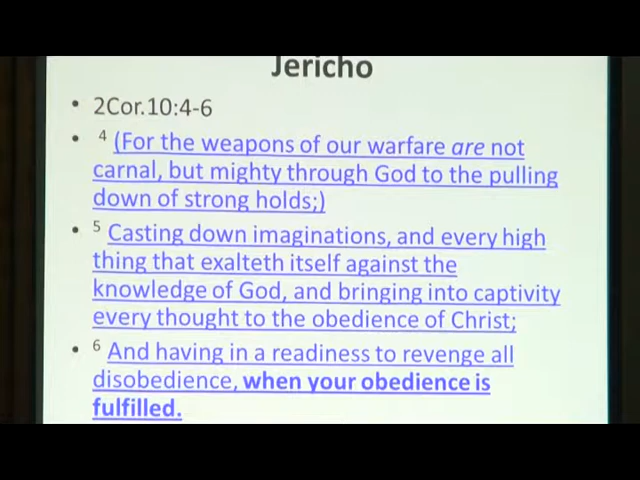 Jericho
• 2Cor.10:4-6
• 4 (For the weapons of our warfare are not
carnal, but mighty through God to the pulling
down of strong holds;)
• 5 Casting down imaginations, and every high
thing that exalteth itself against the
knowledge of God, and bringing into captivity
every thought to the obedience of Christ;
• 6 And having in a readiness to revenge all
disobedience, when your obedience is
fulfilled.